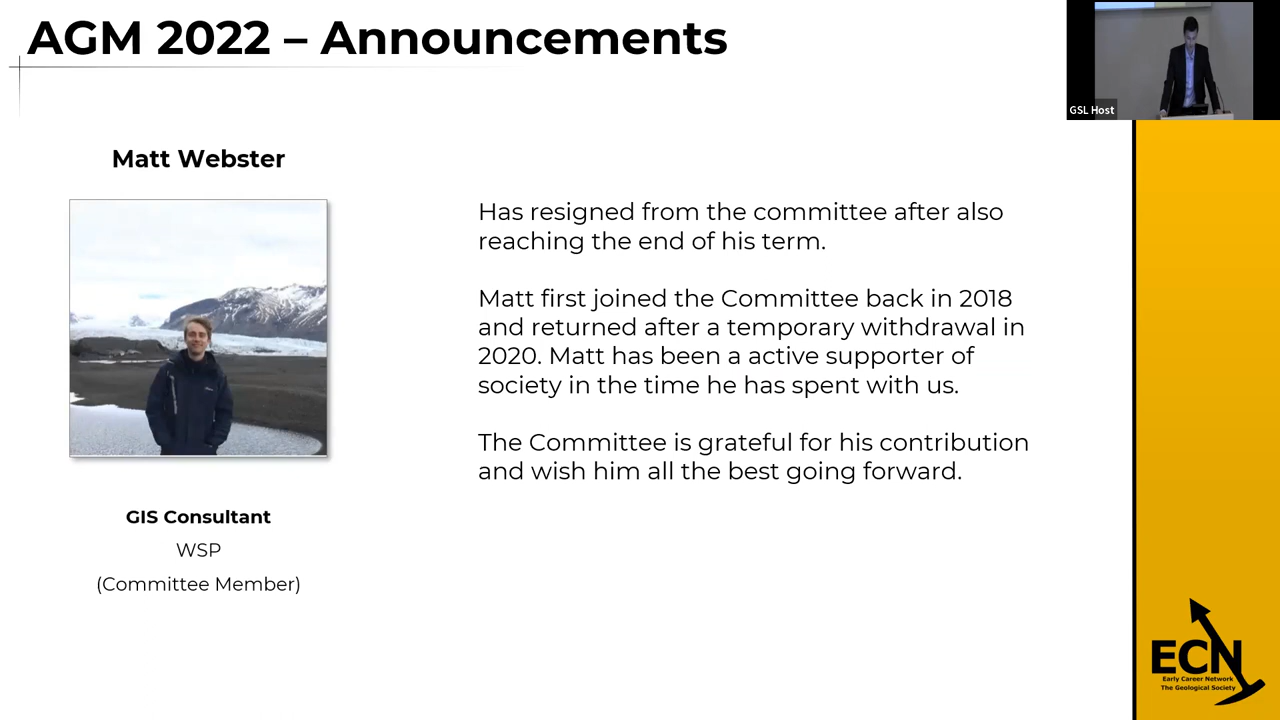 AGM 2022 – Announcements
GSL Host
Matt Webster
Has resigned from the committee after also
reaching the end of his term.
Matt first joined the Committee back in 2018
and returned after a temporary withdrawal in
2020. Matt has been a active supporter of
society in the time he has spent with us.
The Committee is grateful for his contribution
and wish him all the best going forward.
GIS Consultant
WSP
(Committee Member)
ECN
Early Career Network
The Geological Society